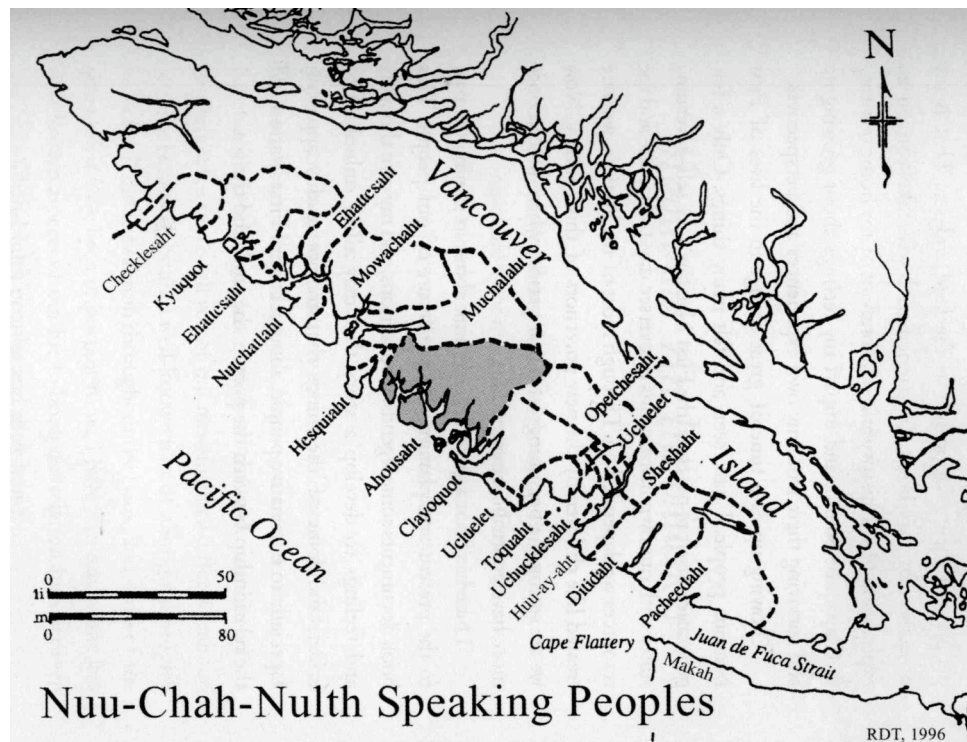 N
Vancouver
Island
Checklesaht
Kyuquot
Ehattesaht
Ehattesaht
Nutchatlaht
Mowachaht
Muchalaht
Hesquiaht
Ahousaht
Clayoquot
Ucluelet
Toquaht
Uchucklesaht
Huu-ay-aht
Ditidaht
Pacheedaht
Opetchesaht
Ucluelet
Sheshaht
Pacific Ocean
0 50
li
m
0 80
Cape Flattery
Juan de Fuca Strait
Makah
Nuu-Chah-Nulth Speaking Peoples
RDT, 1996